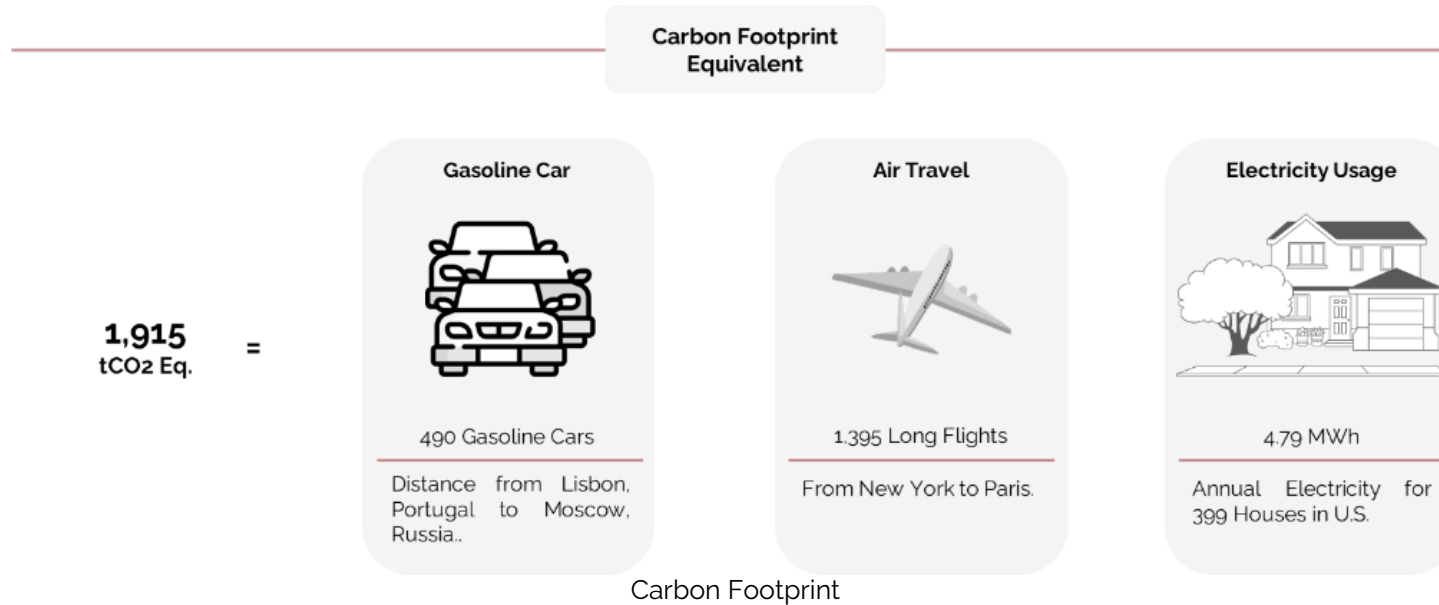 Carbon Footprint
Equivalent
1,915
tCO2 Eq.
=
Gasoline Car
490 Gasoline Cars
Distance from Lisbon,
Portugal to Moscow,
Russia..
Air Travel
1,395 Long Flights
From New York to Paris.
Electricity Usage
4.79 MWh
Annual Electricity for
399 Houses in U.S.
Carbon Footprint